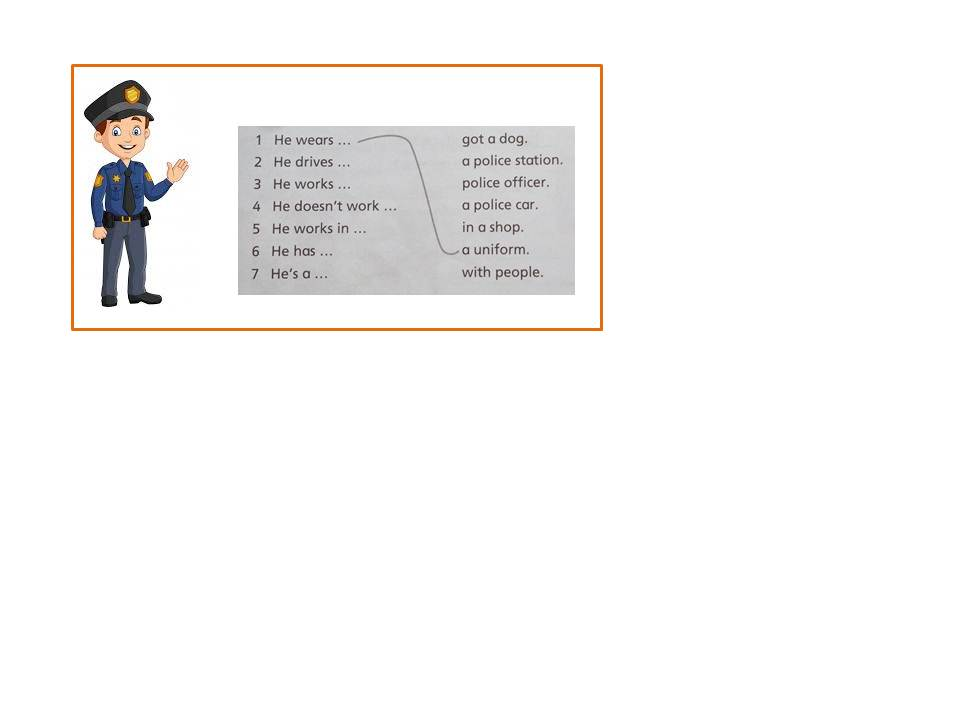 1 He wears ... got a dog.
2 He drives ... a police station.
3 He works ... police officer.
4 He doesn't work ... a police car.
5 He works in ... in a shop.
6 He has ... a uniform.
7 He's a ... with people.